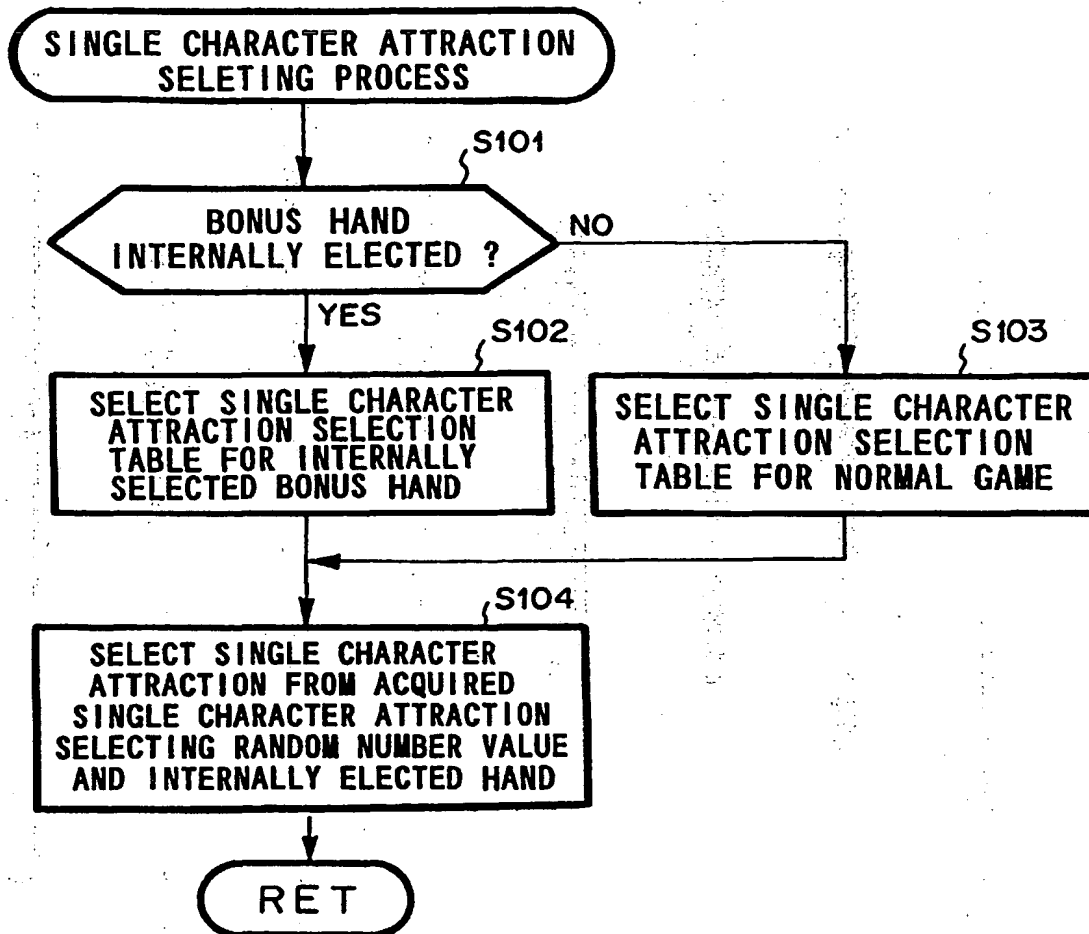 SINGLE CHARACTER ATTRACTION
SELETING PROCESS
S101
BONUS HAND
INTERNALLY ELECTED ?
NO
YES
S102
SELECT SINGLE CHARACTER
ATTRACTION SELECTION
TABLE FOR INTERNALLY
SELECTED BONUS HAND
S103
SELECT SINGLE CHARACTER
ATTRACTION SELECTION
TABLE FOR NORMAL GAME
S104
SELECT SINGLE CHARACTER
ATTRACTION FROM ACQUIRED
SINGLE CHARACTER ATTRACTION
SELECTING RANDOM NUMBER VALUE
AND INTERNALLY ELECTED HAND
RET